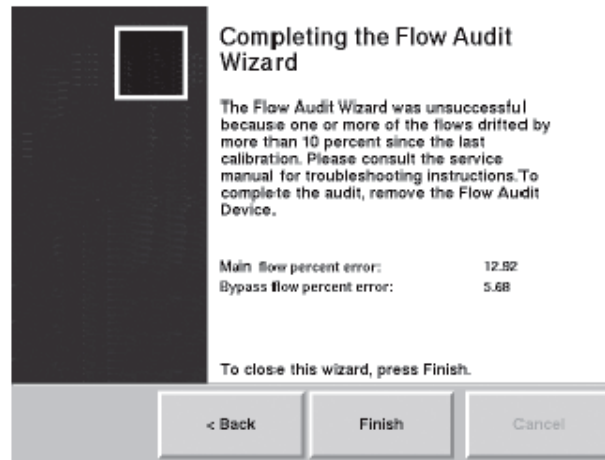 Completing the Flow Audit
Wizard
The Flow Audit Wizard was unsuccessful
because one or more of the flows drifted by
more than 10 percent since the last
calibration. Please consult the service
manual for troubleshooting instructions.To
complete the audit, remove the Flow Audit
Device.
Main flow percent error: 12.92
Bypass flow percent error: 5.68
To close this wizard, press Finish.
< Back Finish Cancel